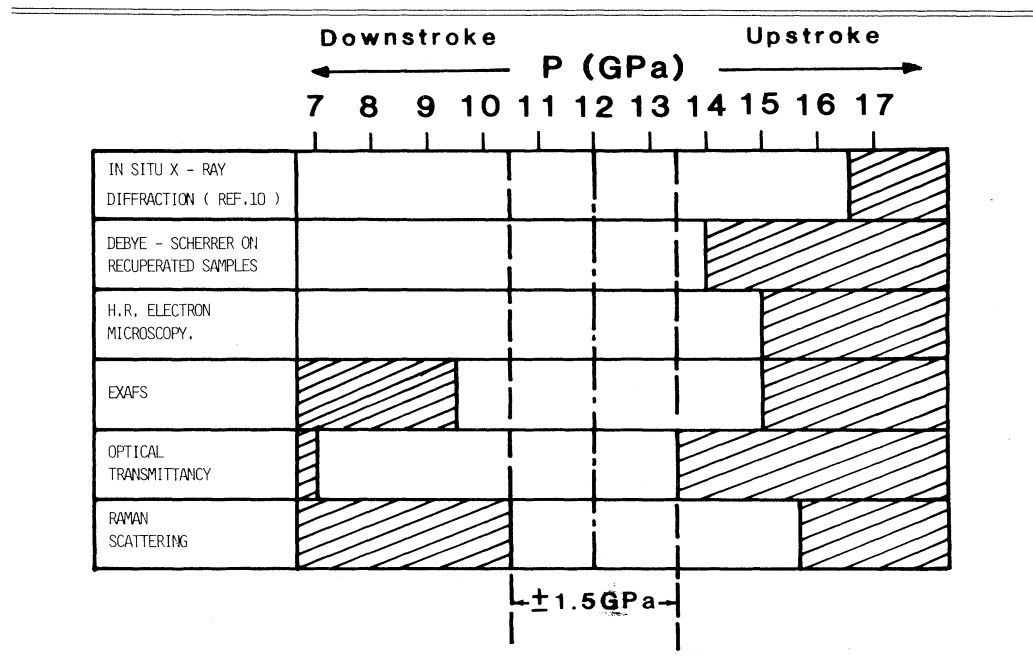 Downstroke Upstroke
P (GPa)
7 8 9 10 11 12 13 14 15 16 17
IN SITU X - RAY
DIFFRACTION ( REF.10 )
DEBYE - SCHERRER ON
RECUPERATED SAMPLES
H.R. ELECTRON
MICROSCOPY.
EXAFS
OPTICAL
TRANSMITTANCY
RAMAN
SCATTERING
±1.5GPa